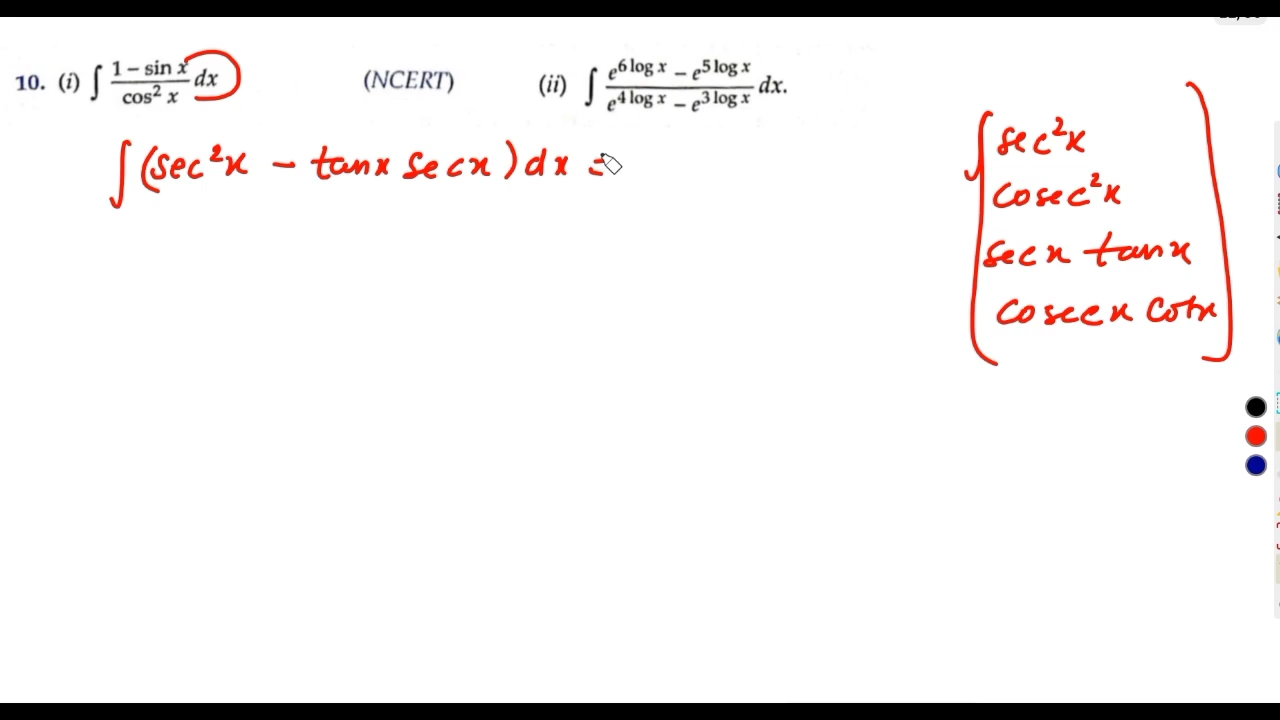 10. (i) ∫ (1 – sin x)/(cos² x) dx (NCERT) (ii) ∫ (e^(6 log x) – e^(5 log x))/(e^(4 log x) – e^(3 log x)) dx.
∫ (sec²x – tanx secx) dx =
∫ sec²x
cosec²x
secx tanx
cosecx cotx